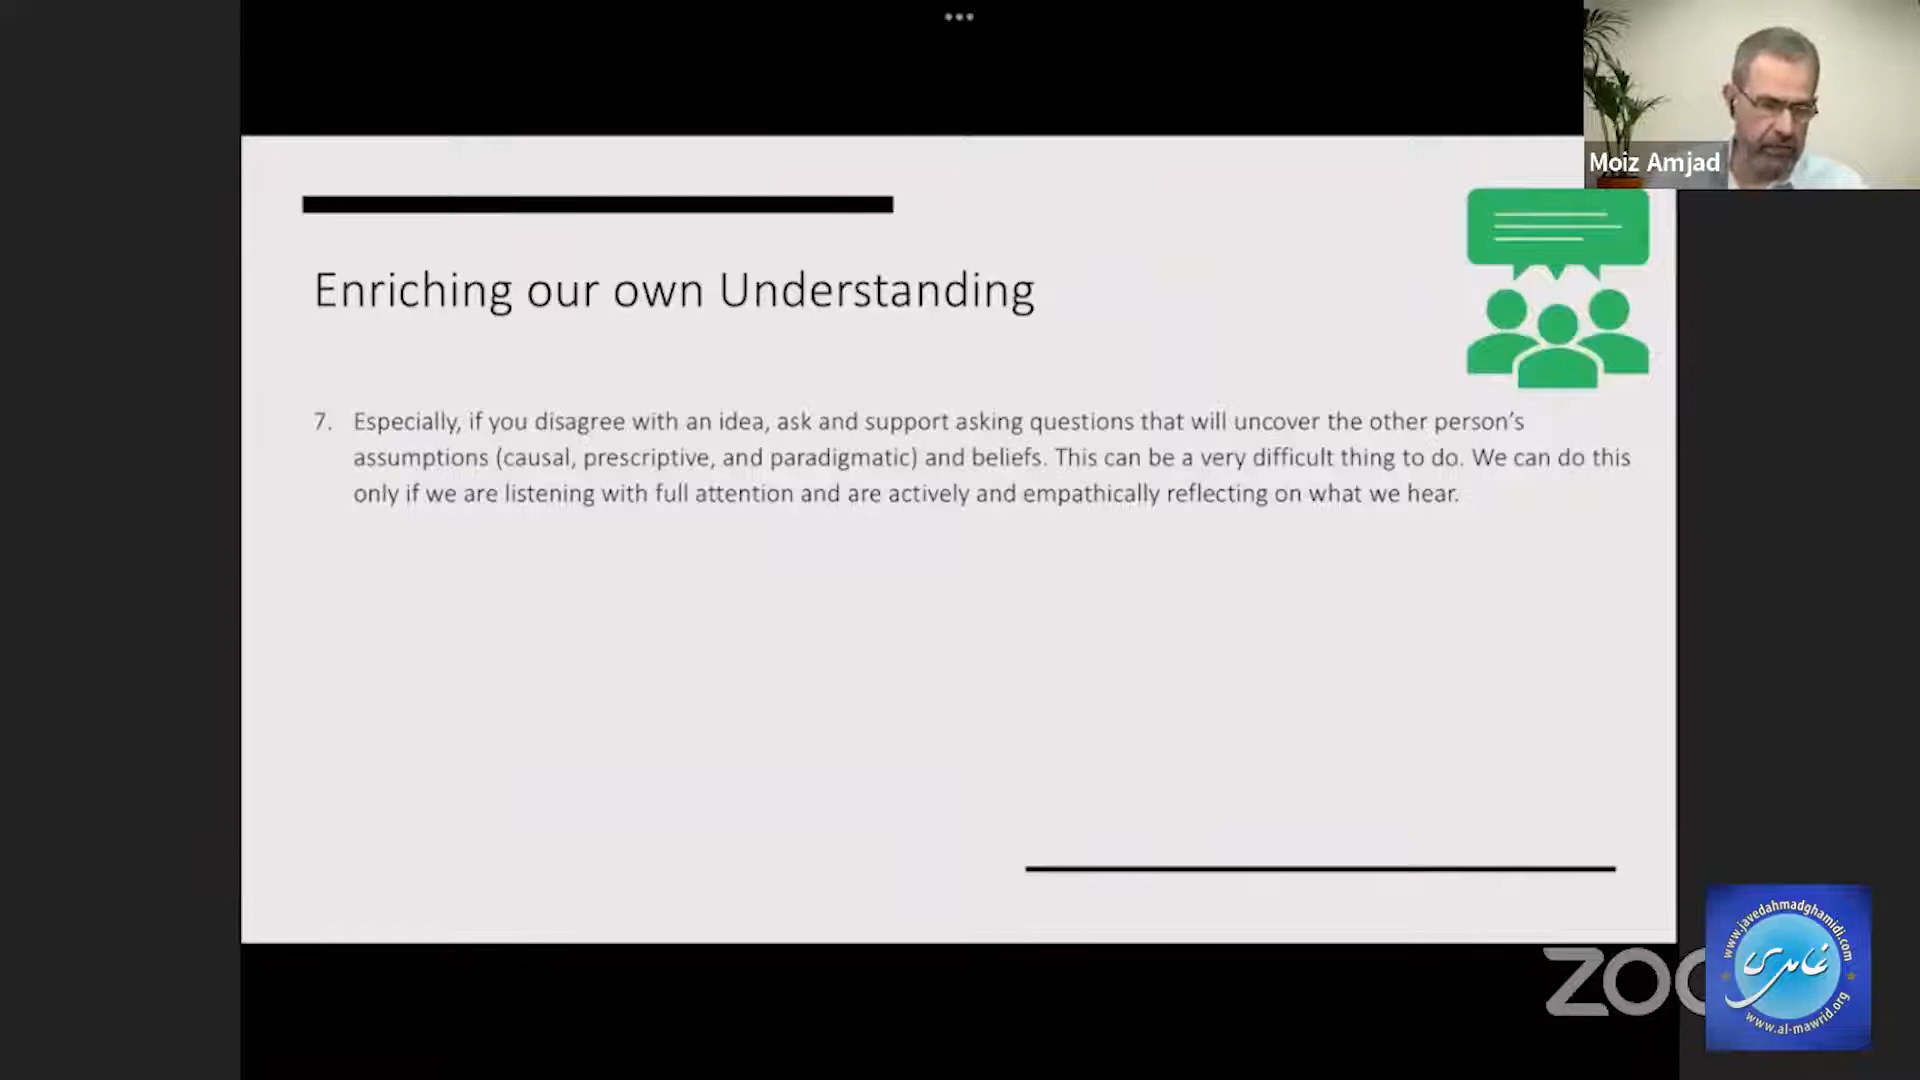 Moiz Amjad
Enriching our own Understanding
7. Especially, if you disagree with an idea, ask and support asking questions that will uncover the other person’s
assumptions (causal, prescriptive, and paradigmatic) and beliefs. This can be a very difficult thing to do. We can do this
only if we are listening with full attention and are actively and empathically reflecting on what we hear.
zoo
www.javedahmadghamidi.com
غامدی
www.al-mawrid.org